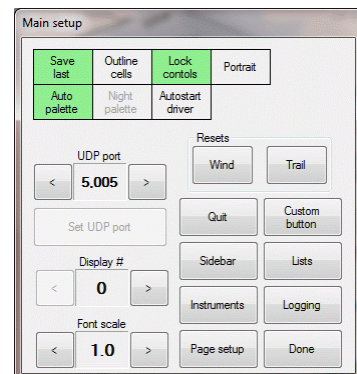 Main setup
Save last
Outline cells
Lock contols
Portrait
Auto palette
Night palette
Autostart driver
UDP port
< 5,005 >
Set UDP port
Display #
< 0 >
Font scale
< 1.0 >
Resets
Wind
Trail
Quit
Custom button
Sidebar
Lists
Instruments
Logging
Page setup
Done